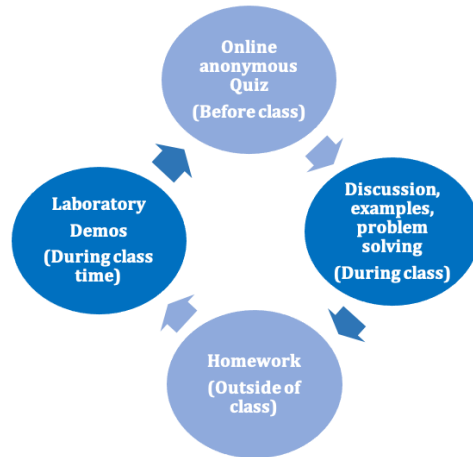 Online
anonymous
Quiz
(Before class)
Discussion,
examples,
problem
solving
(During class)
Homework
(Outside of
class)
Laboratory
Demos
(During class
time)